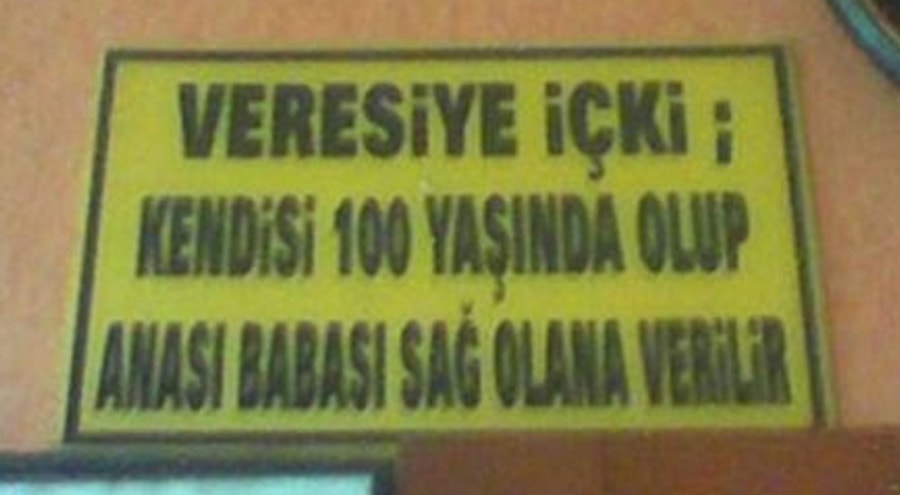 VERESİYE İÇKİ ;
KENDİSİ 100 YAŞINDA OLUP
ANASI BABASI SAĞ OLANA VERİLİR